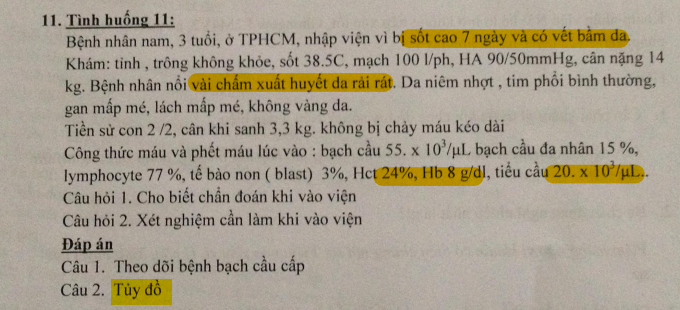 11. Tình huống 11:
Bệnh nhân nam, 3 tuổi, ở TPHCM, nhập viện vì bị sốt cao 7 ngày và có vết bầm da.
Khám: tỉnh , trông không khỏe, sốt 38.5C, mạch 100 l/ph, HA 90/50mmHg, cân nặng 14
kg. Bệnh nhân nổi vài chấm xuất huyết da rải rát. Da niêm nhợt , tim phổi bình thường,
gan mấp mé, lách mấp mé, không vàng da.
Tiền sử con 2 /2, cân khi sanh 3,3 kg. không bị chảy máu kéo dài
Công thức máu và phết máu lúc vào : bạch cầu 55. x 10³/µL bạch cầu đa nhân 15 %,
lymphocyte 77 %, tế bào non ( blast) 3%, Hct 24%, Hb 8 g/dl, tiểu cầu 20. x 10³/µL..
Câu hỏi 1. Cho biết chẩn đoán khi vào viện
Câu hỏi 2. Xét nghiệm cần làm khi vào viện
Đáp án
Câu 1. Theo dõi bệnh bạch cầu cấp
Câu 2. Tủy đồ